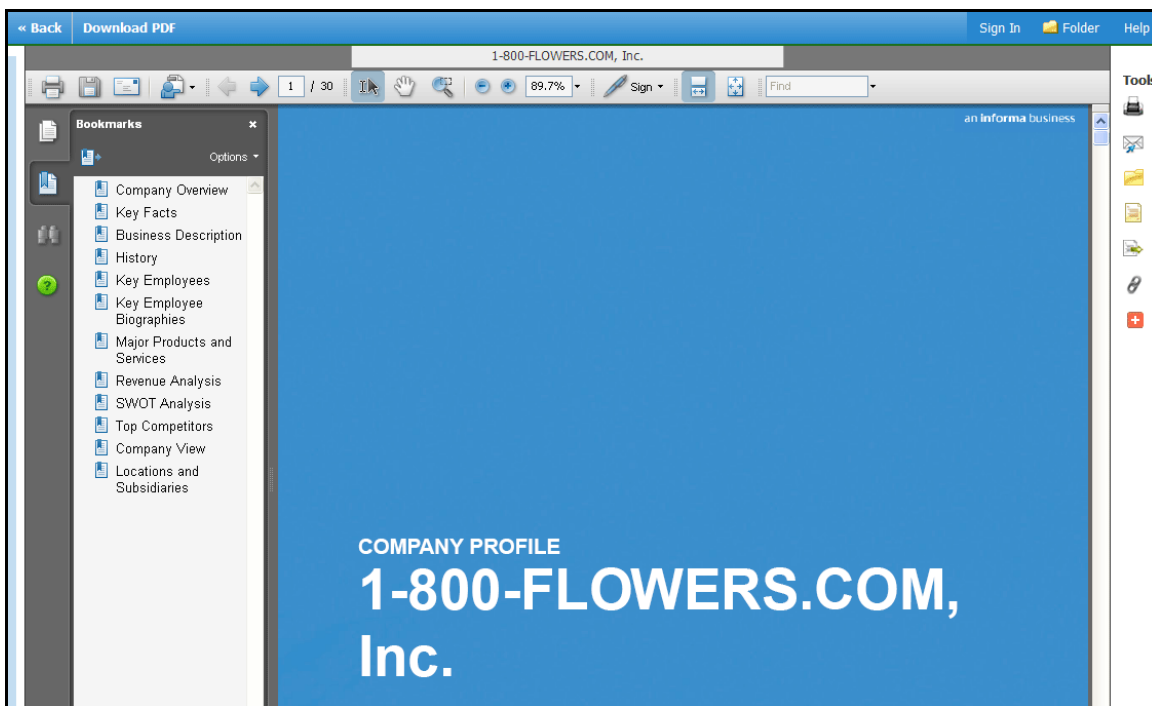 « Back Download PDF Sign In Folder Help
1-800-FLOWERS.COM, Inc.
1 / 30 89.7% Sign Find
Tools
Bookmarks ×
an informa business
Options
Company Overview
Key Facts
Business Description
History
Key Employees
Key Employee
Biographies
Major Products and
Services
Revenue Analysis
SWOT Analysis
Top Competitors
Company View
Locations and
Subsidiaries
COMPANY PROFILE
1-800-FLOWERS.COM,
Inc.